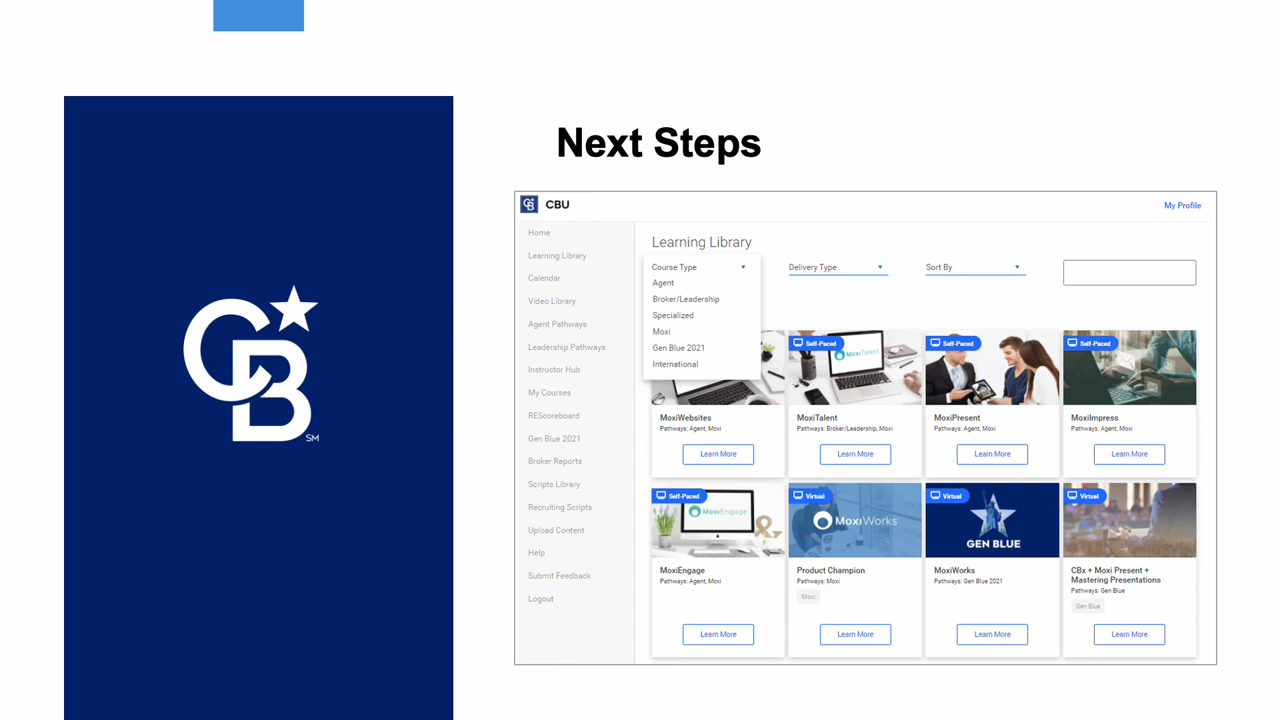 CB
SM
Next Steps
CB CBU
My Profile
Home
Learning Library
Calendar
Video Library
Agent Pathways
Leadership Pathways
Instructor Hub
My Courses
REScoreboard
Gen Blue 2021
Broker Reports
Scripts Library
Recruiting Scripts
Upload Content
Help
Submit Feedback
Logout
Learning Library
Course Type
Agent
Broker/Leadership
Specialized
Moxi
Gen Blue 2021
International
Delivery Type
Sort By
MoxiWebsites
Pathways: Agent, Moxi
Learn More
Self-Paced
MoxiTalent
MoxiTalent
Pathways: Broker/Leadership, Moxi
Learn More
Self-Paced
MoxiPresent
Pathways: Agent, Moxi
Learn More
Self-Paced
MoxiImpress
Pathways: Agent, Moxi
Learn More
Self-Paced
MoxiEngage
&
MoxiEngage
Pathways: Agent, Moxi
Learn More
Virtual
MoxiWorks
Product Champion
Pathways: Moxi
Moxi
Learn More
Virtual
GEN BLUE
MoxiWorks
Pathways: Gen Blue 2021
Learn More
Virtual
CBx + Moxi Present +
Mastering Presentations
Pathways: Gen Blue
Gen Blue
Learn More